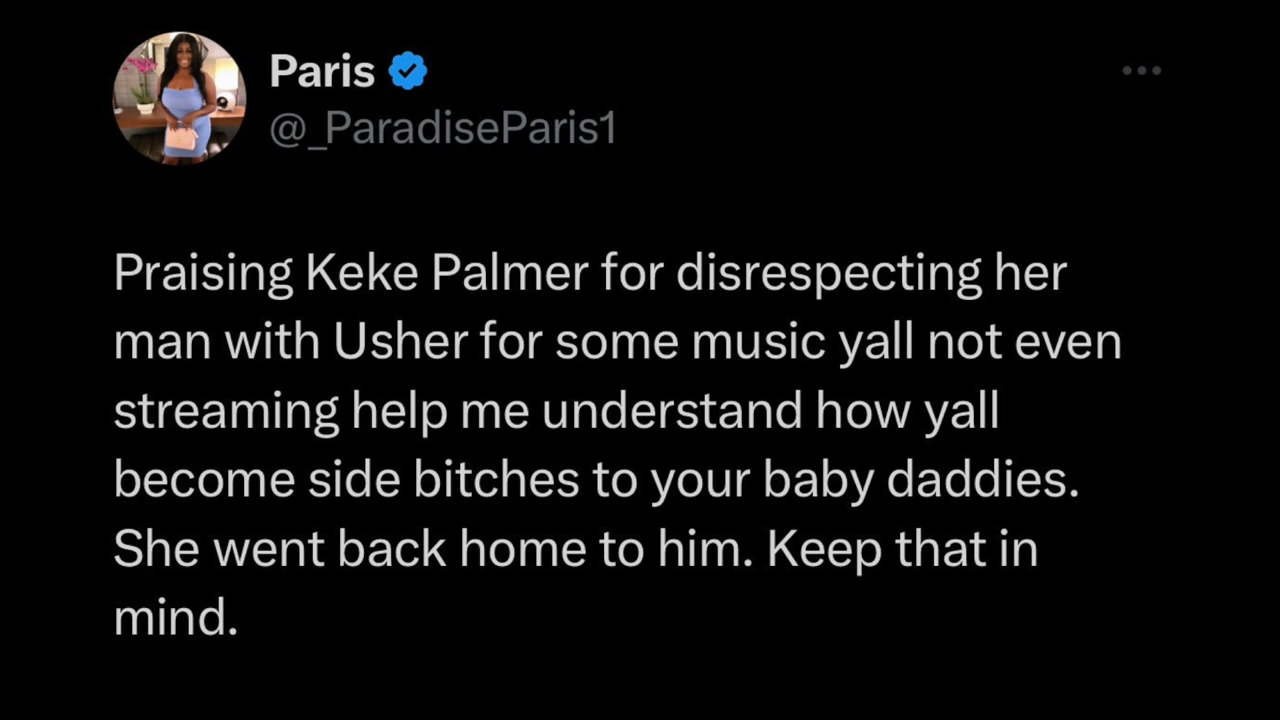 Paris
@_ParadiseParis1
Praising Keke Palmer for disrespecting her
man with Usher for some music yall not even
streaming help me understand how yall
become side bitches to your baby daddies.
She went back home to him. Keep that in
mind.